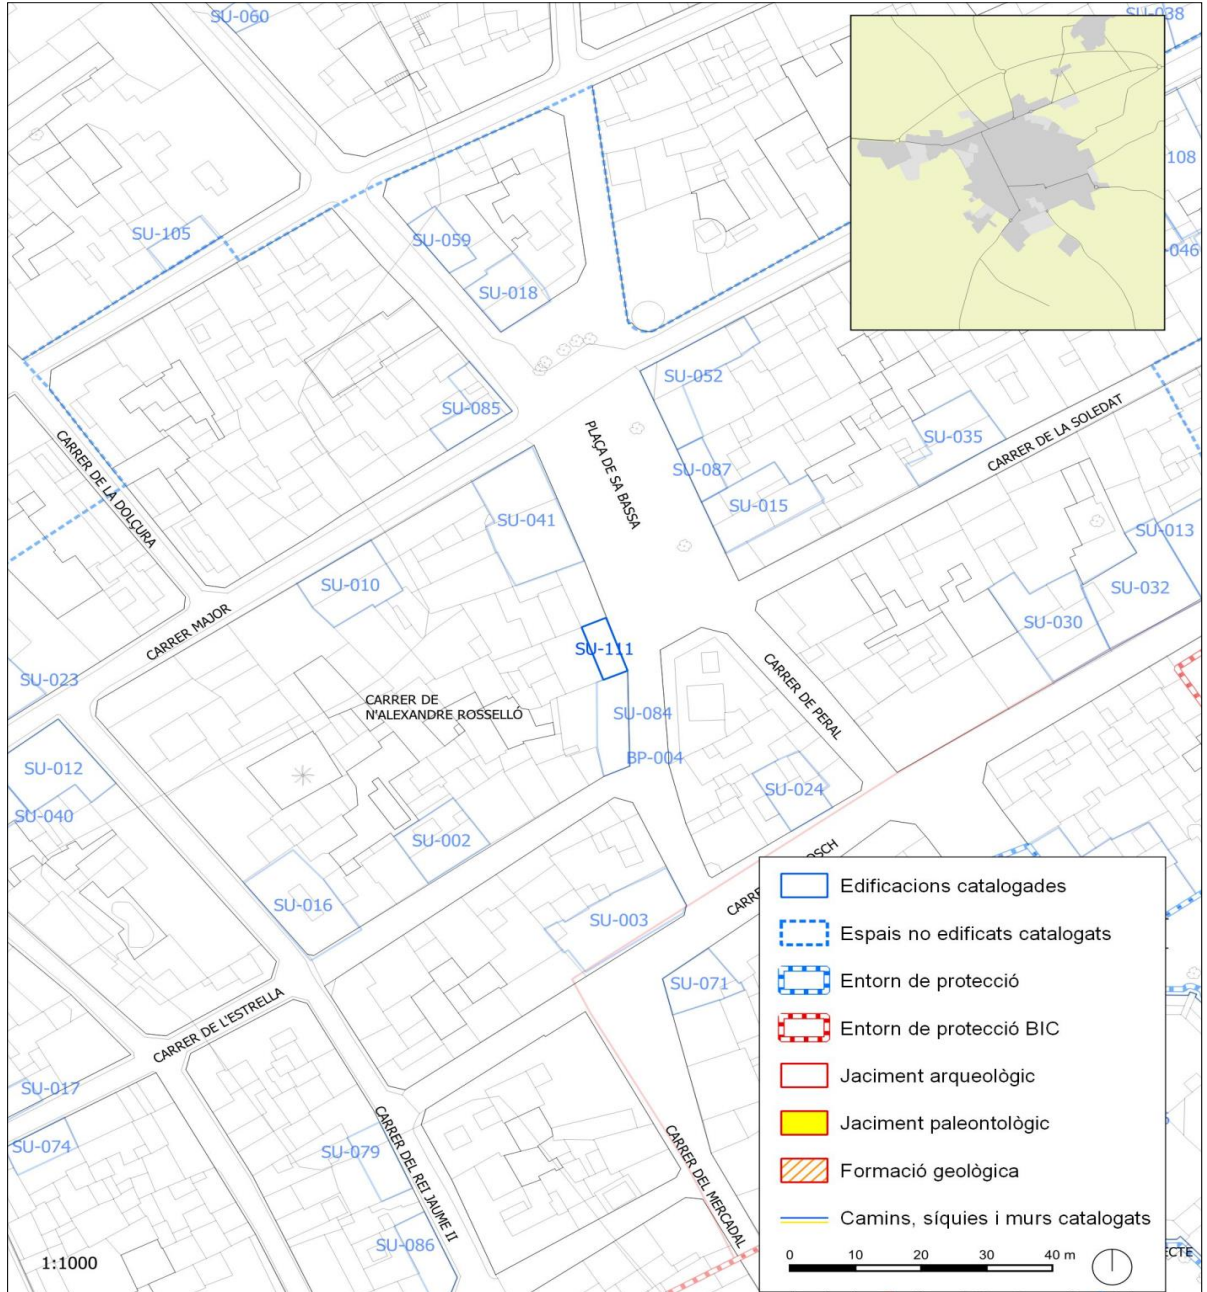 SU-060
SU-038
108
SU-105
SU-059
-046
SU-018
SU-052
SU-085
SU-035
CARRER DE LA SOLEDAT
PLAÇA DE SA BASSA
CARRER DE LA DOLÇURA
SU-087
SU-015
SU-041
SU-013
SU-010
SU-032
SU-030
CARRER MAJOR
SU-111
SU-023
CARRER DE PERAL
CARRER DE
N'ALEXANDRE ROSSELLÓ
SU-084
BP-004
SU-012
SU-024
SU-040
SU-002
SU-016
SU-003
SU-071
CARRER DE L'ESTRELLA
SU-017
SU-074
SU-079
CARRER DEL REI JAUME II
CARRER DEL MERCADAL
SU-086
1:1000
Edificacions catalogades
Espais no edificats catalogats
Entorn de protecció
Entorn de protecció BIC
Jaciment arqueològic
Jaciment paleontològic
Formació geològica
Camins, síquies i murs catalogats
0 10 20 30 40 m
ECTE